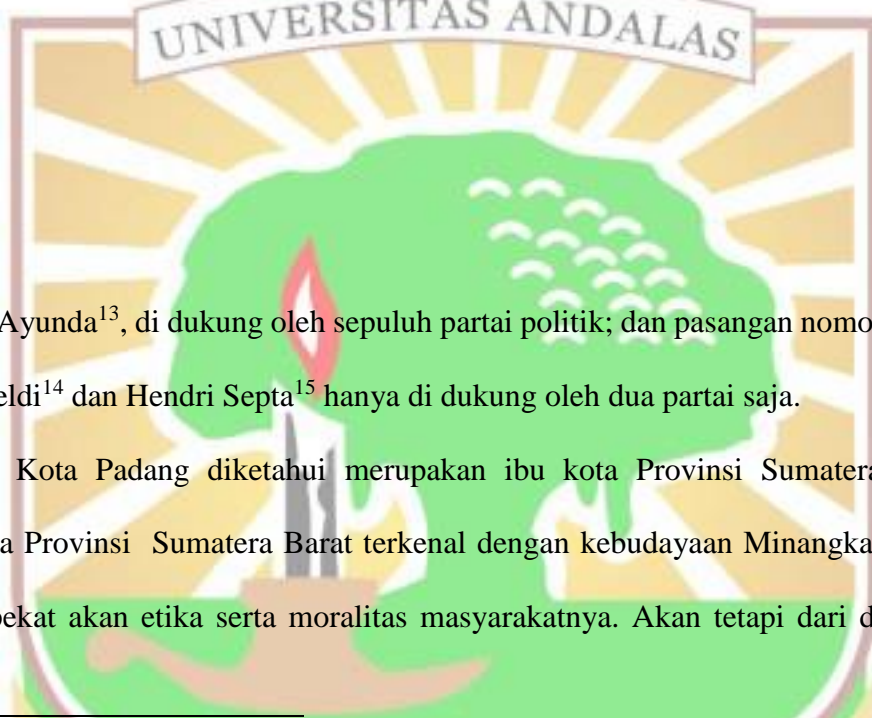 UNIVERSITAS ANDALAS
Ayunda13, di dukung oleh sepuluh partai politik; dan pasangan nomo
eldi14 dan Hendri Septa15 hanya di dukung oleh dua partai saja.
Kota Padang diketahui merupakan ibu kota Provinsi Sumatera
a Provinsi Sumatera Barat terkenal dengan kebudayaan Minangka
pekat akan etika serta moralitas masyarakatnya. Akan tetapi dari d